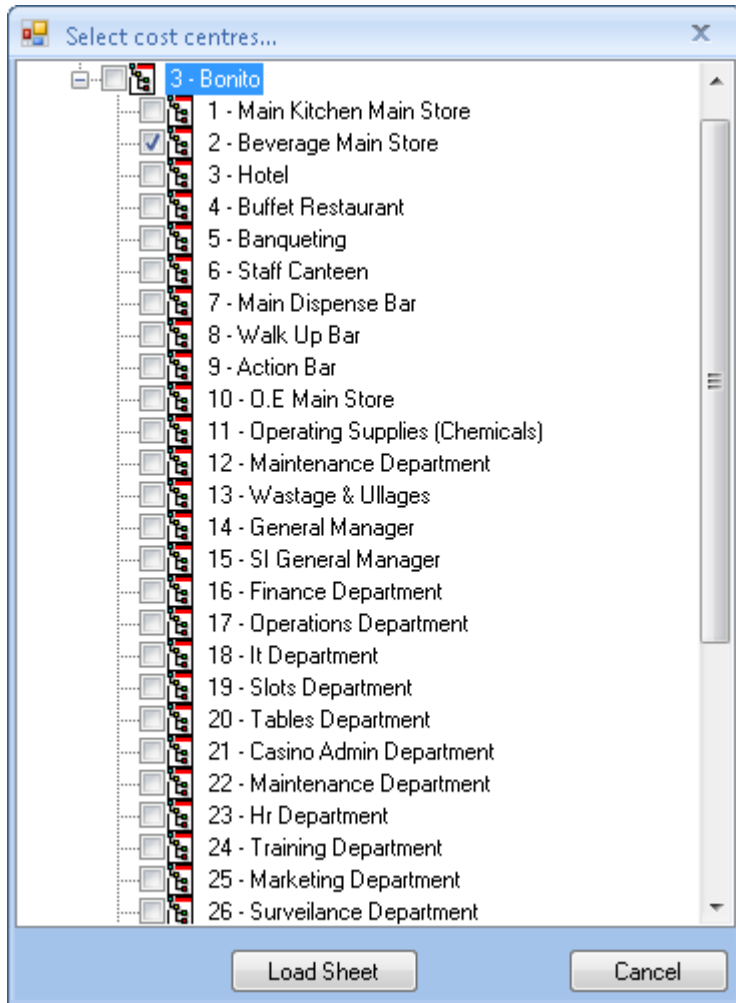 Select cost centres...
3 - Bonito
1 - Main Kitchen Main Store
2 - Beverage Main Store
3 - Hotel
4 - Buffet Restaurant
5 - Banqueting
6 - Staff Canteen
7 - Main Dispense Bar
8 - Walk Up Bar
9 - Action Bar
10 - O.E Main Store
11 - Operating Supplies (Chemicals)
12 - Maintenance Department
13 - Wastage & Ullages
14 - General Manager
15 - SI General Manager
16 - Finance Department
17 - Operations Department
18 - It Department
19 - Slots Department
20 - Tables Department
21 - Casino Admin Department
22 - Maintenance Department
23 - Hr Department
24 - Training Department
25 - Marketing Department
26 - Surveilance Department
Load Sheet
Cancel